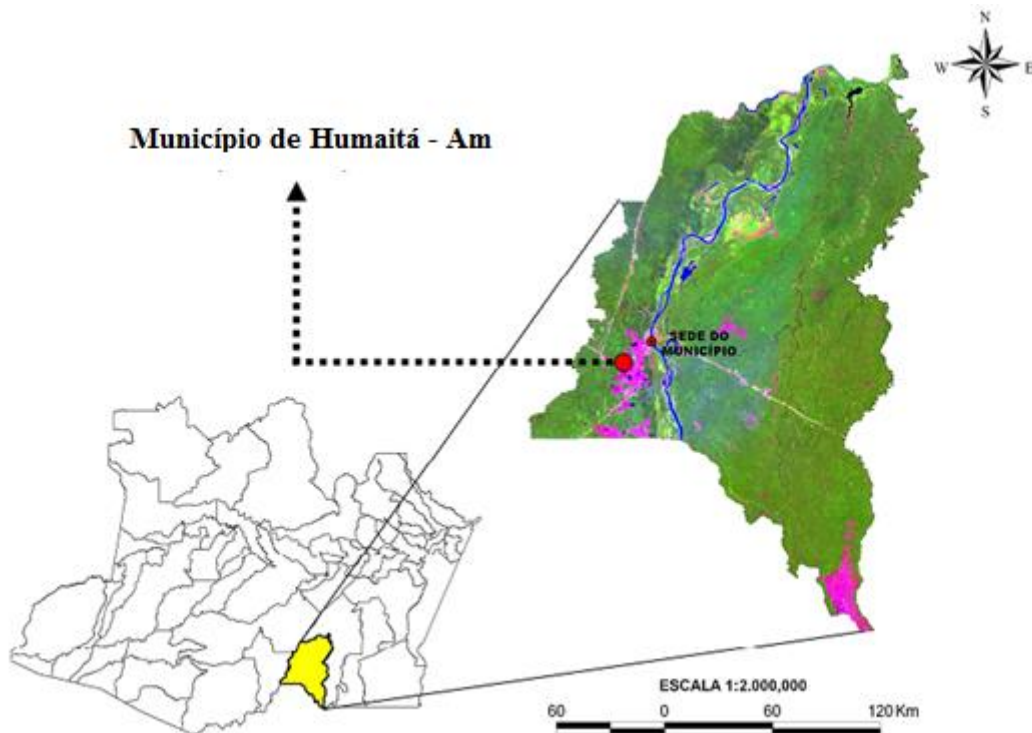 N
W E
S
Município de Humaitá - Am
SEDE DO
MUNICÍPIO
ESCALA 1:2.000,000
60 0 60 120 Km